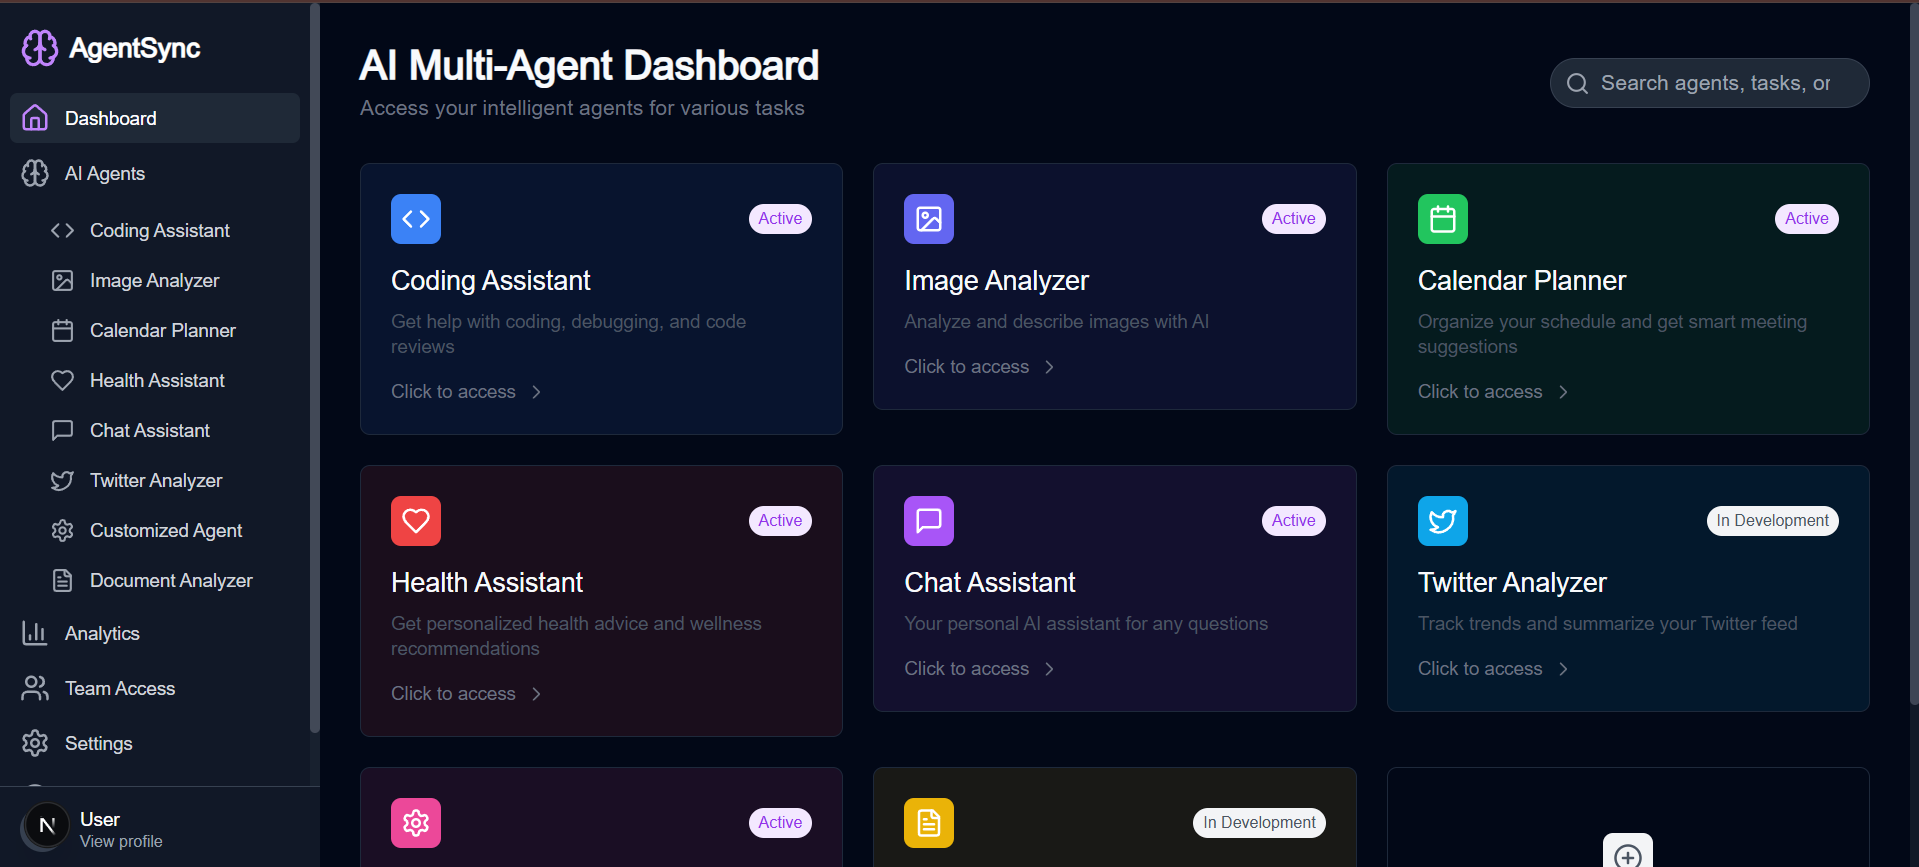 AgentSync
Dashboard
AI Agents
Coding Assistant
Image Analyzer
Calendar Planner
Health Assistant
Chat Assistant
Twitter Analyzer
Customized Agent
Document Analyzer
Analytics
Team Access
Settings
N
User
View profile
AI Multi-Agent Dashboard
Access your intelligent agents for various tasks
Search agents, tasks, or
Active
Coding Assistant
Get help with coding, debugging, and code
reviews
Click to access
Active
Image Analyzer
Analyze and describe images with AI
Click to access
Active
Calendar Planner
Organize your schedule and get smart meeting
suggestions
Click to access
Active
Health Assistant
Get personalized health advice and wellness
recommendations
Click to access
Active
Chat Assistant
Your personal AI assistant for any questions
Click to access
In Development
Twitter Analyzer
Track trends and summarize your Twitter feed
Click to access
Active
In Development